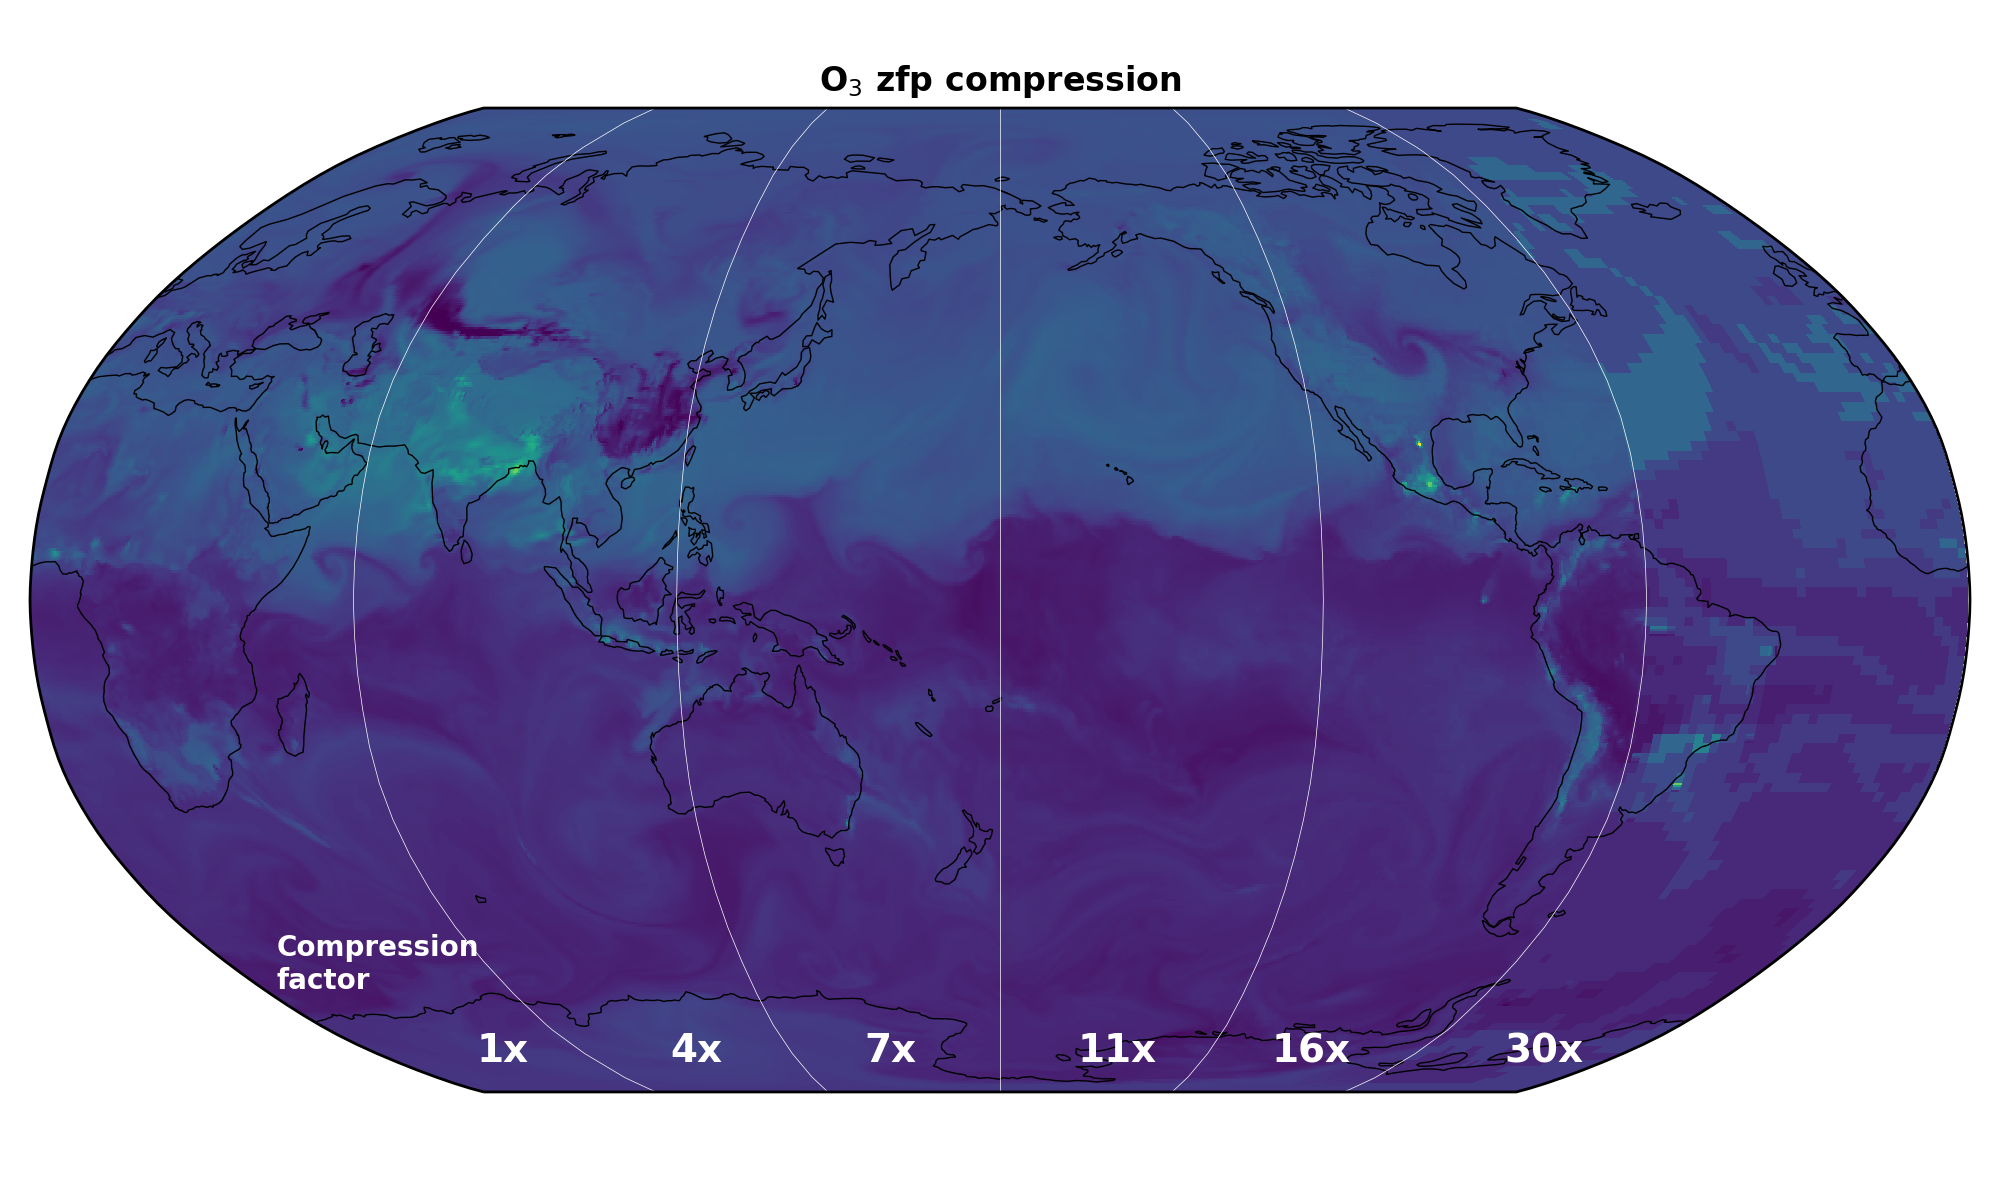 O₃ zfp compression
Compression
factor
1x 4x 7x 11x 16x 30x